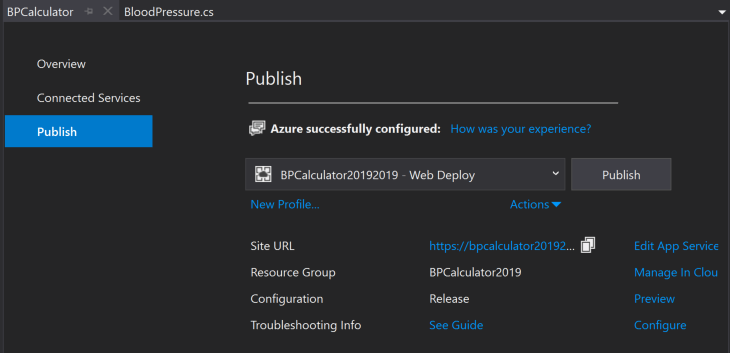 BPCalculator BloodPressure.cs
Overview
Connected Services
Publish
Publish
Azure successfully configured: How was your experience?
BPCalculator20192019 - Web Deploy Publish
New Profile... Actions
Site URL https://bpcalculator20192... Edit App Service
Resource Group BPCalculator2019 Manage In Clou
Configuration Release Preview
Troubleshooting Info See Guide Configure